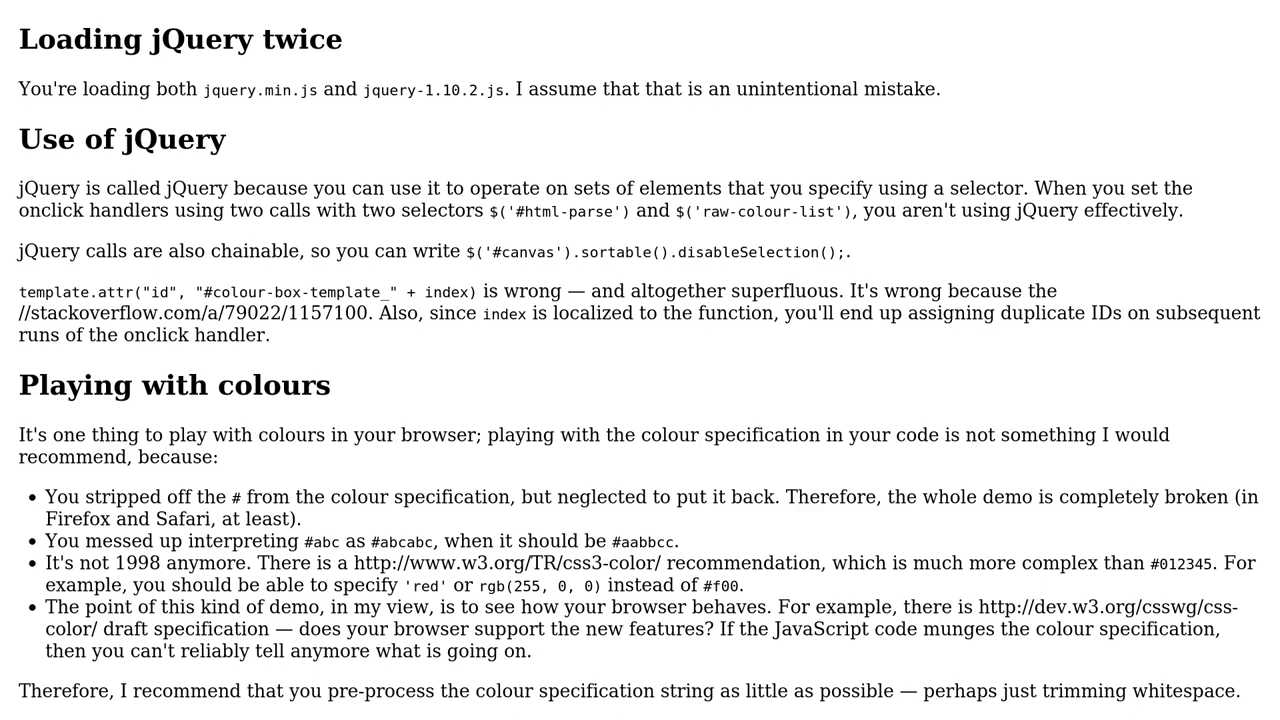 Loading jQuery twice
You're loading both jquery.min.js and jquery-1.10.2.js. I assume that that is an unintentional mistake.
Use of jQuery
jQuery is called jQuery because you can use it to operate on sets of elements that you specify using a selector. When you set the
onclick handlers using two calls with two selectors $('#html-parse') and $('raw-colour-list'), you aren't using jQuery effectively.
jQuery calls are also chainable, so you can write $('#canvas').sortable().disableSelection();.
template.attr("id", "#colour-box-template_" + index) is wrong — and altogether superfluous. It's wrong because the
//stackoverflow.com/a/79022/1157100. Also, since index is localized to the function, you'll end up assigning duplicate IDs on subsequent
runs of the onclick handler.
Playing with colours
It's one thing to play with colours in your browser; playing with the colour specification in your code is not something I would
recommend, because:
• You stripped off the # from the colour specification, but neglected to put it back. Therefore, the whole demo is completely broken (in
Firefox and Safari, at least).
• You messed up interpreting #abc as #abcabc, when it should be #aabbcc.
• It's not 1998 anymore. There is a http://www.w3.org/TR/css3-color/ recommendation, which is much more complex than #012345. For
example, you should be able to specify 'red' or rgb(255, 0, 0) instead of #f00.
• The point of this kind of demo, in my view, is to see how your browser behaves. For example, there is http://dev.w3.org/csswg/css-
color/ draft specification — does your browser support the new features? If the JavaScript code munges the colour specification,
then you can't reliably tell anymore what is going on.
Therefore, I recommend that you pre-process the colour specification string as little as possible — perhaps just trimming whitespace.